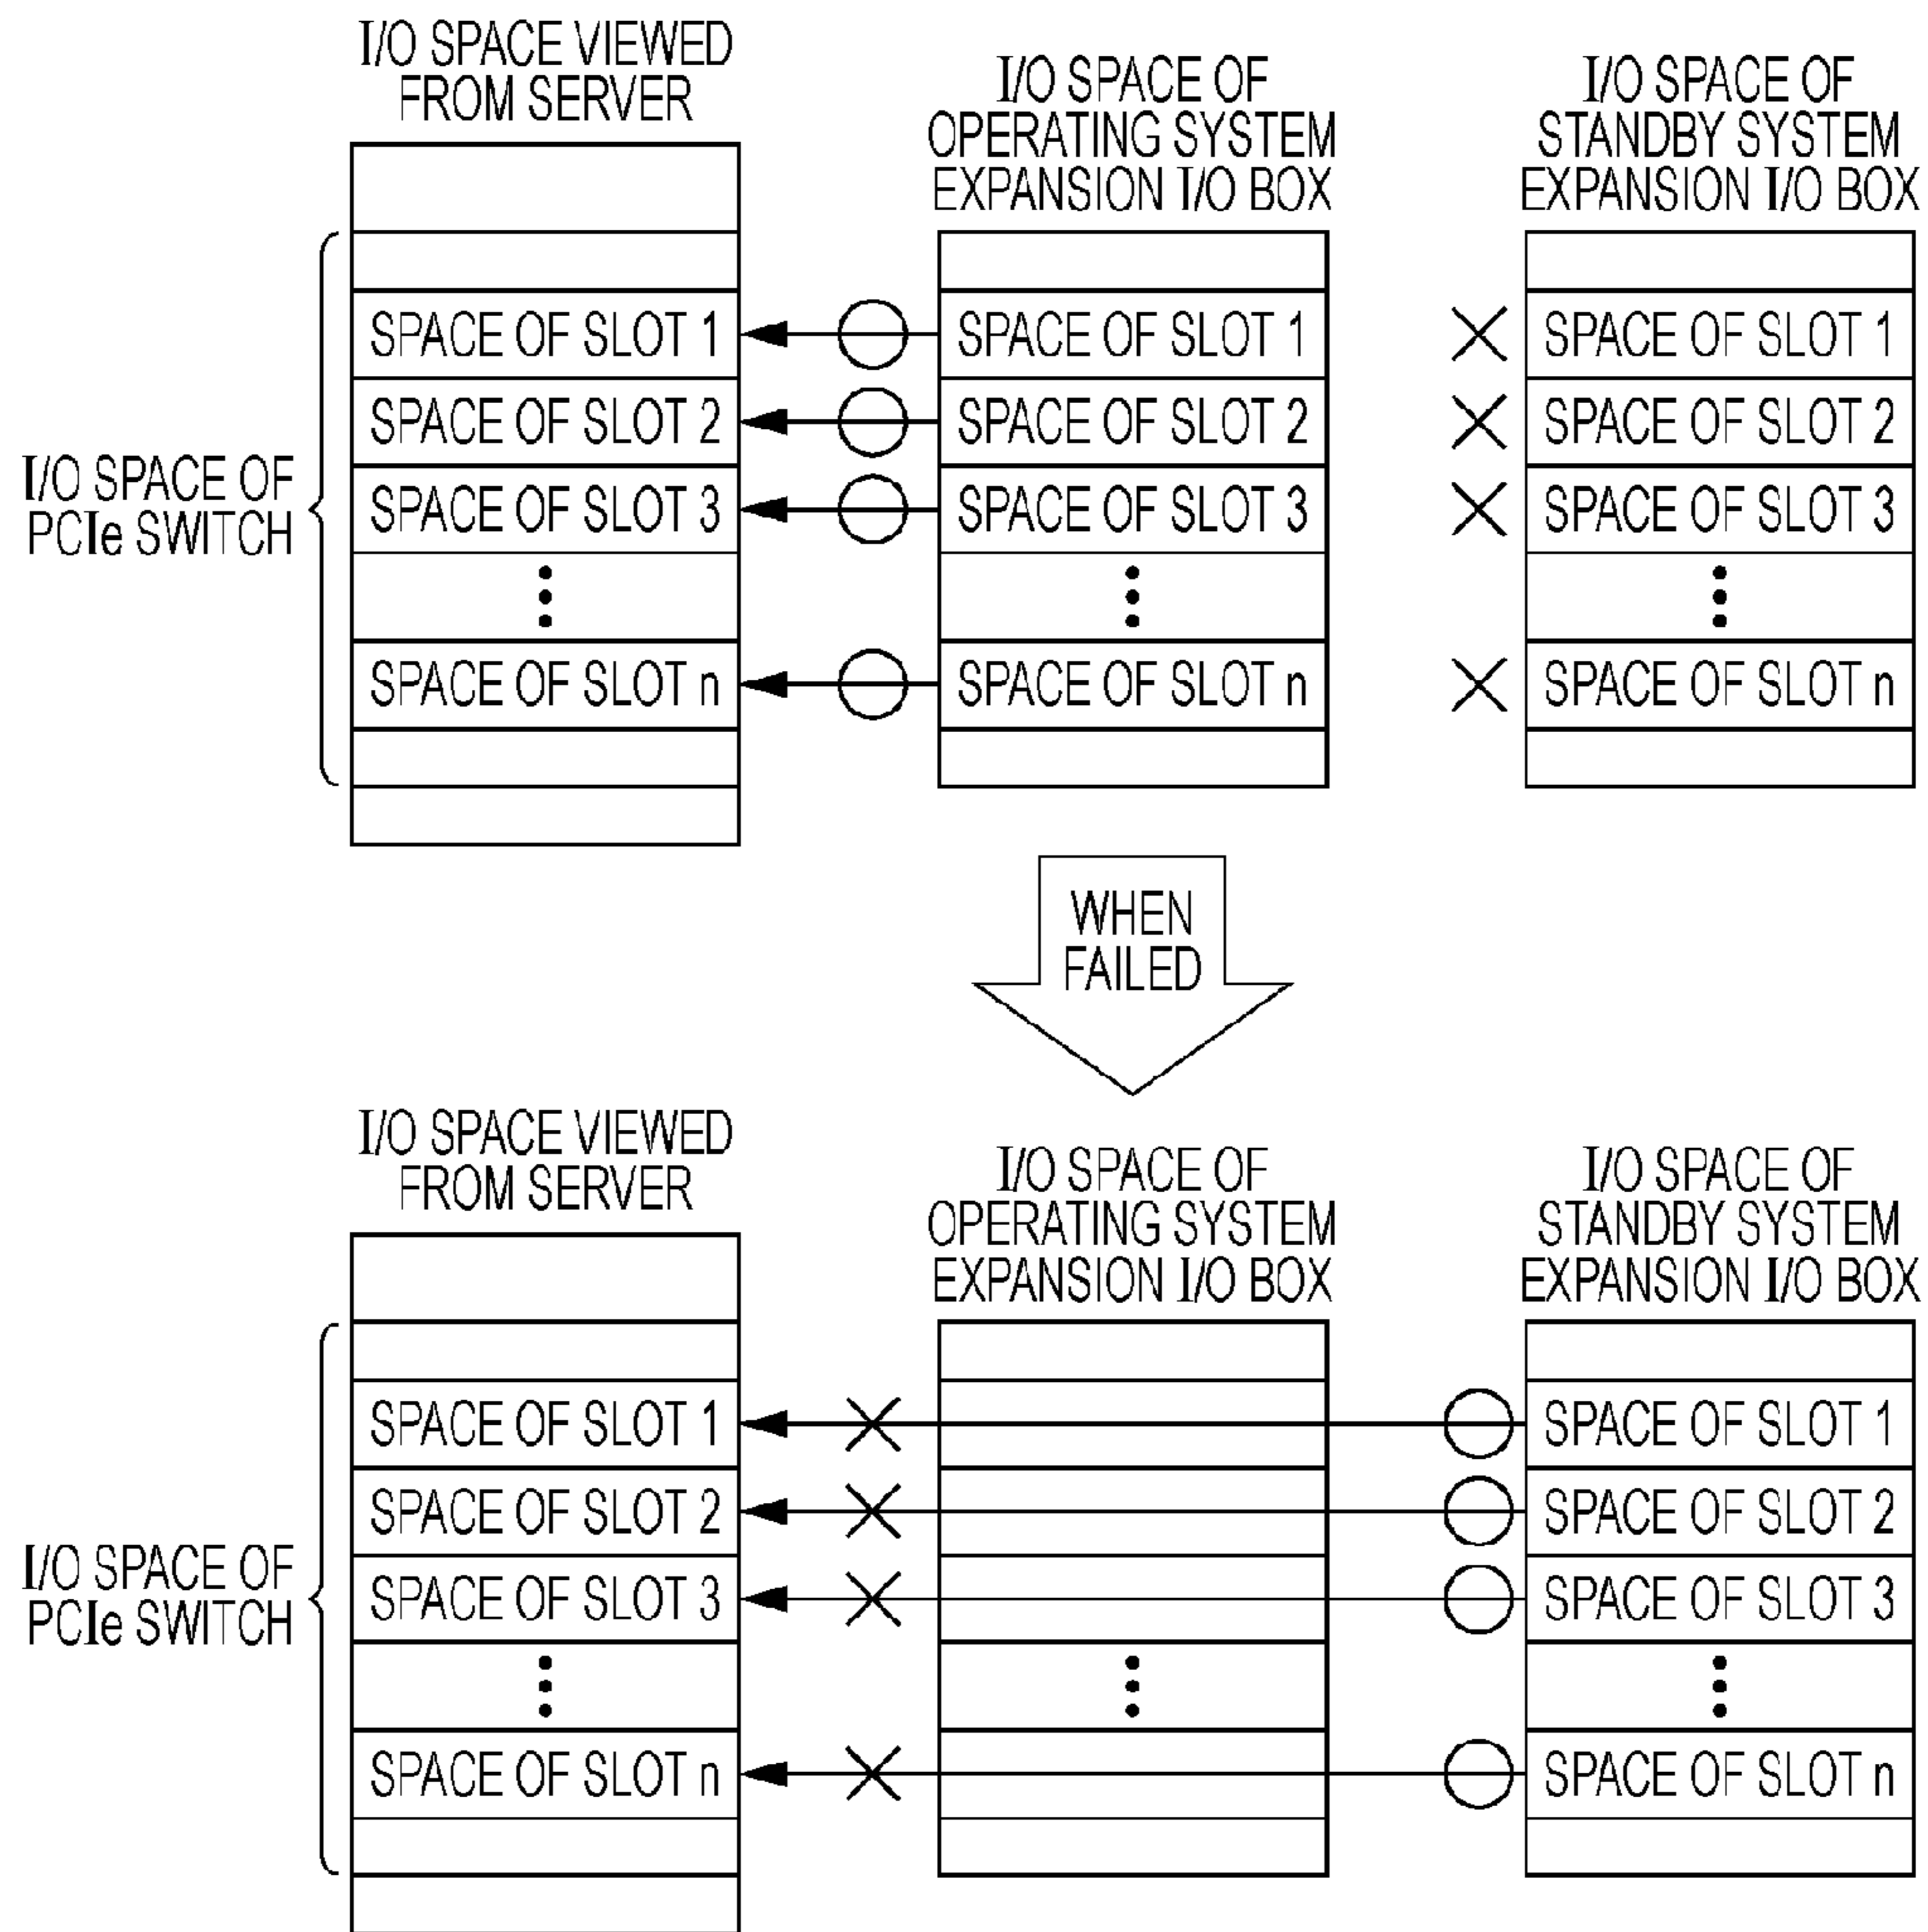 I/O SPACE VIEWED
FROM SERVER
I/O SPACE OF
OPERATING SYSTEM
EXPANSION I/O BOX
I/O SPACE OF
STANDBY SYSTEM
EXPANSION I/O BOX
I/O SPACE OF
PCIe SWITCH
SPACE OF SLOT 1
SPACE OF SLOT 2
SPACE OF SLOT 3
SPACE OF SLOT n
SPACE OF SLOT 1
SPACE OF SLOT 2
SPACE OF SLOT 3
SPACE OF SLOT n
SPACE OF SLOT 1
SPACE OF SLOT 2
SPACE OF SLOT 3
SPACE OF SLOT n
WHEN
FAILED
I/O SPACE VIEWED
FROM SERVER
I/O SPACE OF
OPERATING SYSTEM
EXPANSION I/O BOX
I/O SPACE OF
STANDBY SYSTEM
EXPANSION I/O BOX
I/O SPACE OF
PCIe SWITCH
SPACE OF SLOT 1
SPACE OF SLOT 2
SPACE OF SLOT 3
SPACE OF SLOT n
SPACE OF SLOT 1
SPACE OF SLOT 2
SPACE OF SLOT 3
SPACE OF SLOT n